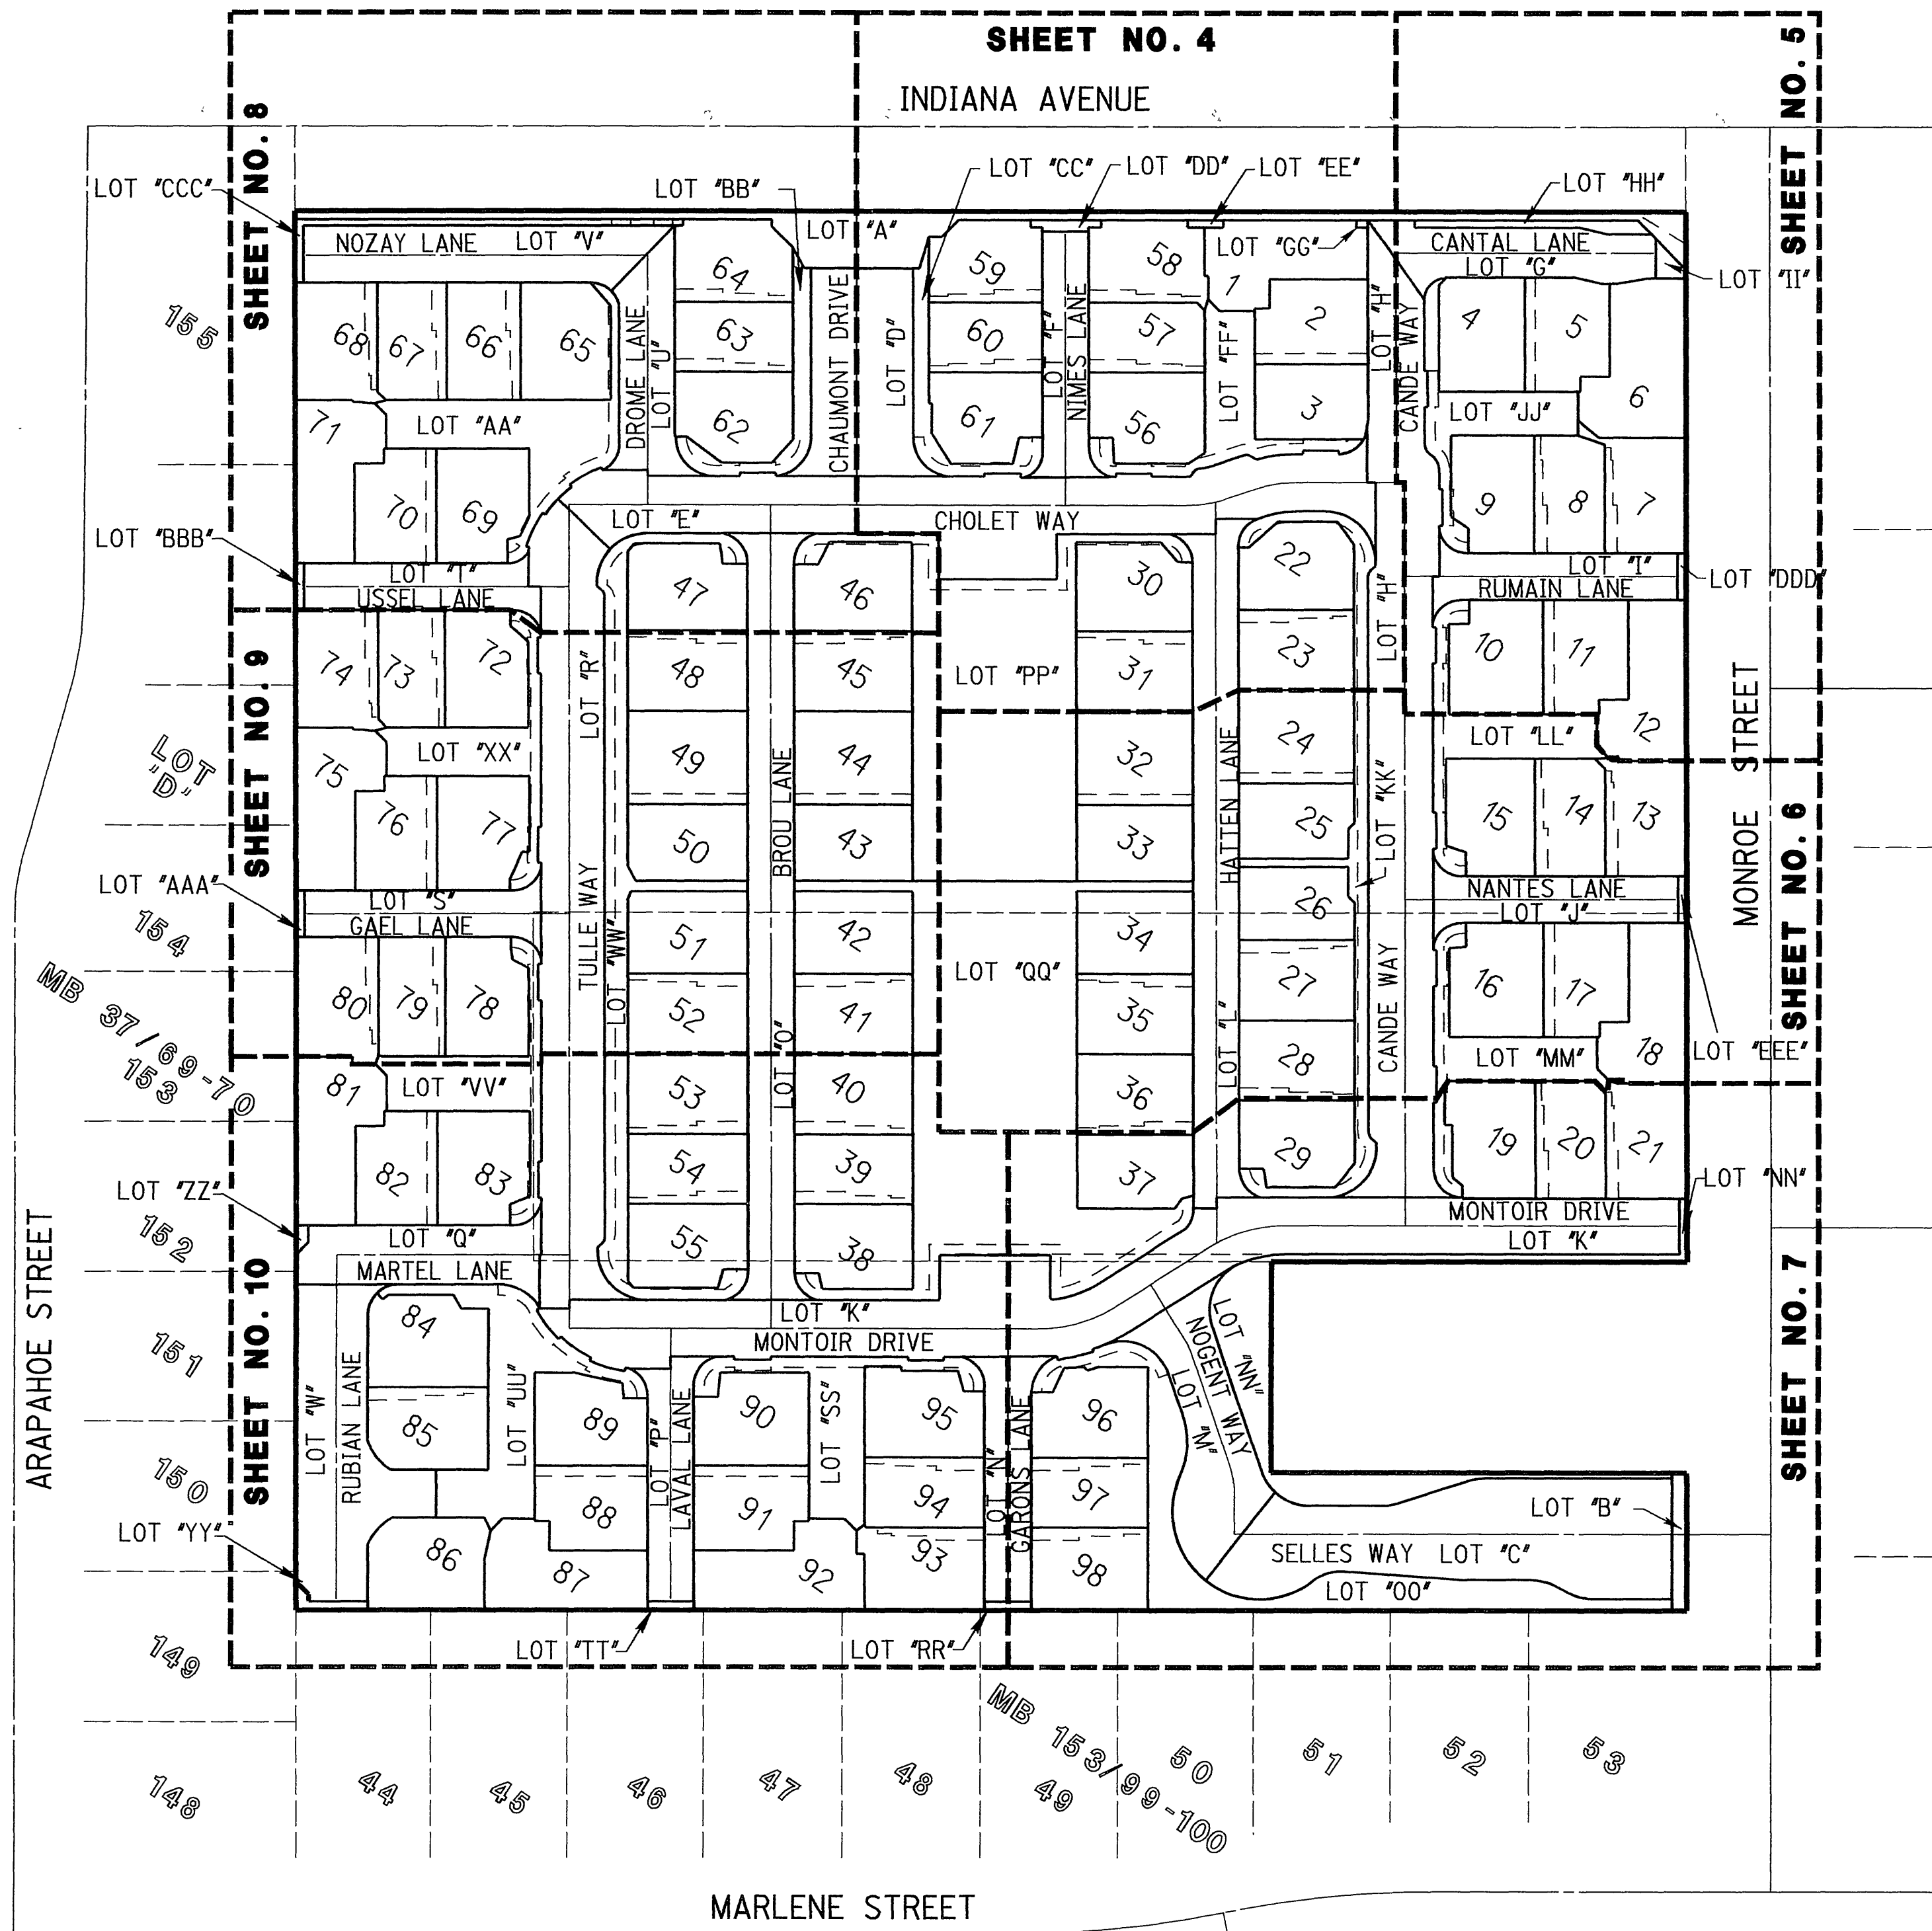 SHEET NO. 4
SHEET NO. 5
INDIANA AVENUE
SHEET NO. 8
LOT "CCC"
LOT "BB"
LOT "CC"
LOT "DD"
LOT "EE"
LOT "HH"
LOT "A"
NOZAY LANE LOT "V"
LOT "GG"
CANTAL LANE
LOT "G"
LOT "II"
64
59
58
1
2
4
5
155
68
67
66
65
DROME LANE
LOT "U"
63
CHAUMONT DRIVE
LOT "D"
60
LOT "F"
NIMES LANE
57
LOT "FF"
LOT "H"
CANDE WAY
6
71
LOT "AA"
62
61
56
3
LOT "JJ"
70
69
9
8
7
LOT "BBB"
LOT "E"
CHOLET WAY
LOT "T"
USSEL LANE
47
46
30
22
LOT "I"
RUMAIN LANE
LOT "DDD"
SHEET NO. 9
74
73
72
LOT "R"
48
45
LOT "PP"
31
23
LOT "H"
10
11
12
LOT "D"
75
LOT "XX"
49
BROU LANE
44
32
HATTEN LANE
24
LOT "KK"
LOT "LL"
MONROE STREET
76
77
TULLE WAY
50
43
33
25
15
14
13
SHEET NO. 6
LOT "AAA"
LOT "S"
GAEL LANE
NANTES LANE
LOT "J"
154
51
42
34
26
MB 37/69-70
80
79
78
LOT "WW"
52
41
LOT "QQ"
35
LOT "L"
27
CANDE WAY
16
17
18
LOT "EEE"
153
81
LOT "VV"
53
LOT "O"
40
36
28
LOT "MM"
82
83
54
39
37
29
19
20
21
LOT "ZZ"
LOT "NN"
152
LOT "Q"
55
38
MONTOIR DRIVE
LOT "K"
MARTEL LANE
SHEET NO. 10
SHEET NO. 7
ARAPAHOE STREET
LOT "K"
MONTOIR DRIVE
151
84
LOT "NN"
NOGENT WAY
LOT "M"
LOT "W"
RUBIAN LANE
85
LOT "UU"
89
LOT "P"
LAVAL LANE
90
LOT "SS"
95
LOT "N"
GARONS LANE
96
150
88
91
94
97
LOT "B"
LOT "YY"
86
87
92
93
98
SELLES WAY LOT "C"
LOT "OO"
149
LOT "TT"
LOT "RR"
MB 153/99-100
148
44
45
46
47
48
49
50
51
52
53
MARLENE STREET